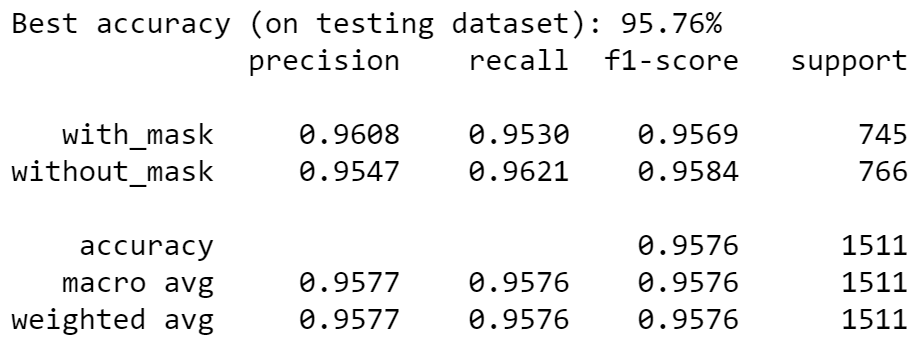 Best accuracy (on testing dataset): 95.76%
precision recall f1-score support
with_mask 0.9608 0.9530 0.9569 745
without_mask 0.9547 0.9621 0.9584 766
accuracy 0.9576 1511
macro avg 0.9577 0.9576 0.9576 1511
weighted avg 0.9577 0.9576 0.9576 1511